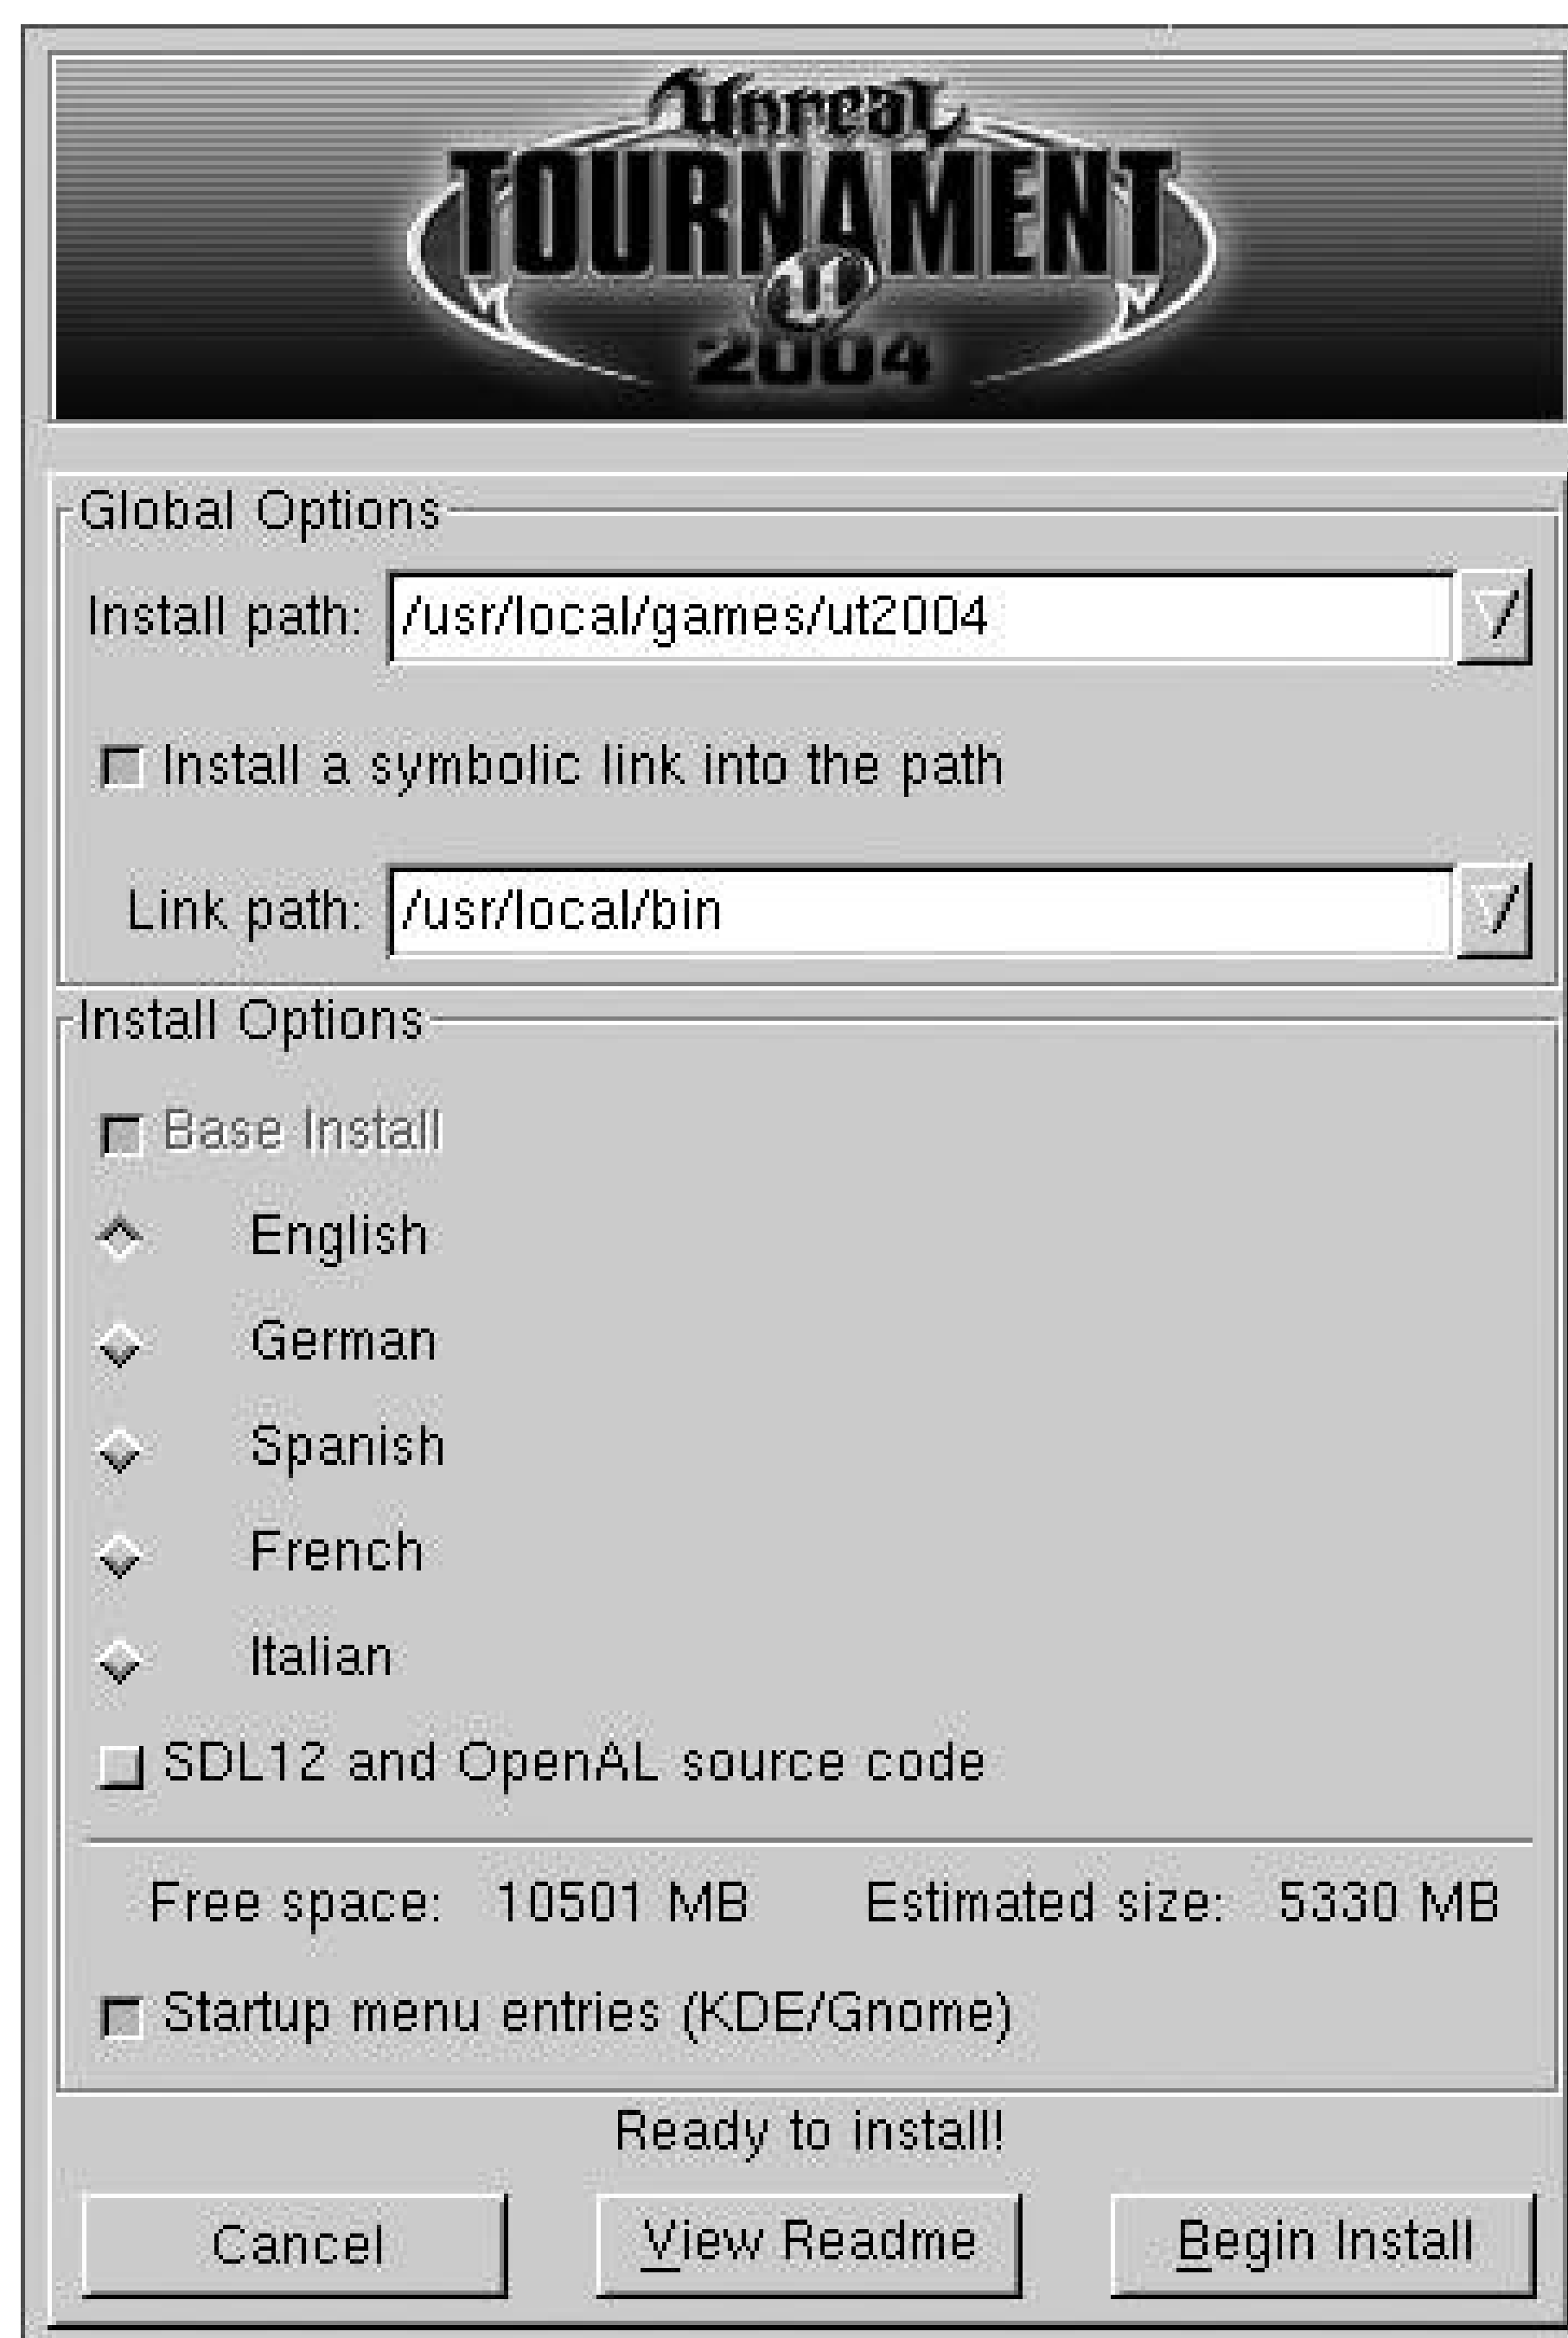 Unreal
TOURNAMENT
2004
Global Options
Install path: /usr/local/games/ut2004
Install a symbolic link into the path
Link path: /usr/local/bin
Install Options
Base Install
English
German
Spanish
French
Italian
SDL12 and OpenAL source code
Free space: 10501 MB Estimated size: 5330 MB
Startup menu entries (KDE/Gnome)
Ready to install!
Cancel View Readme Begin Install